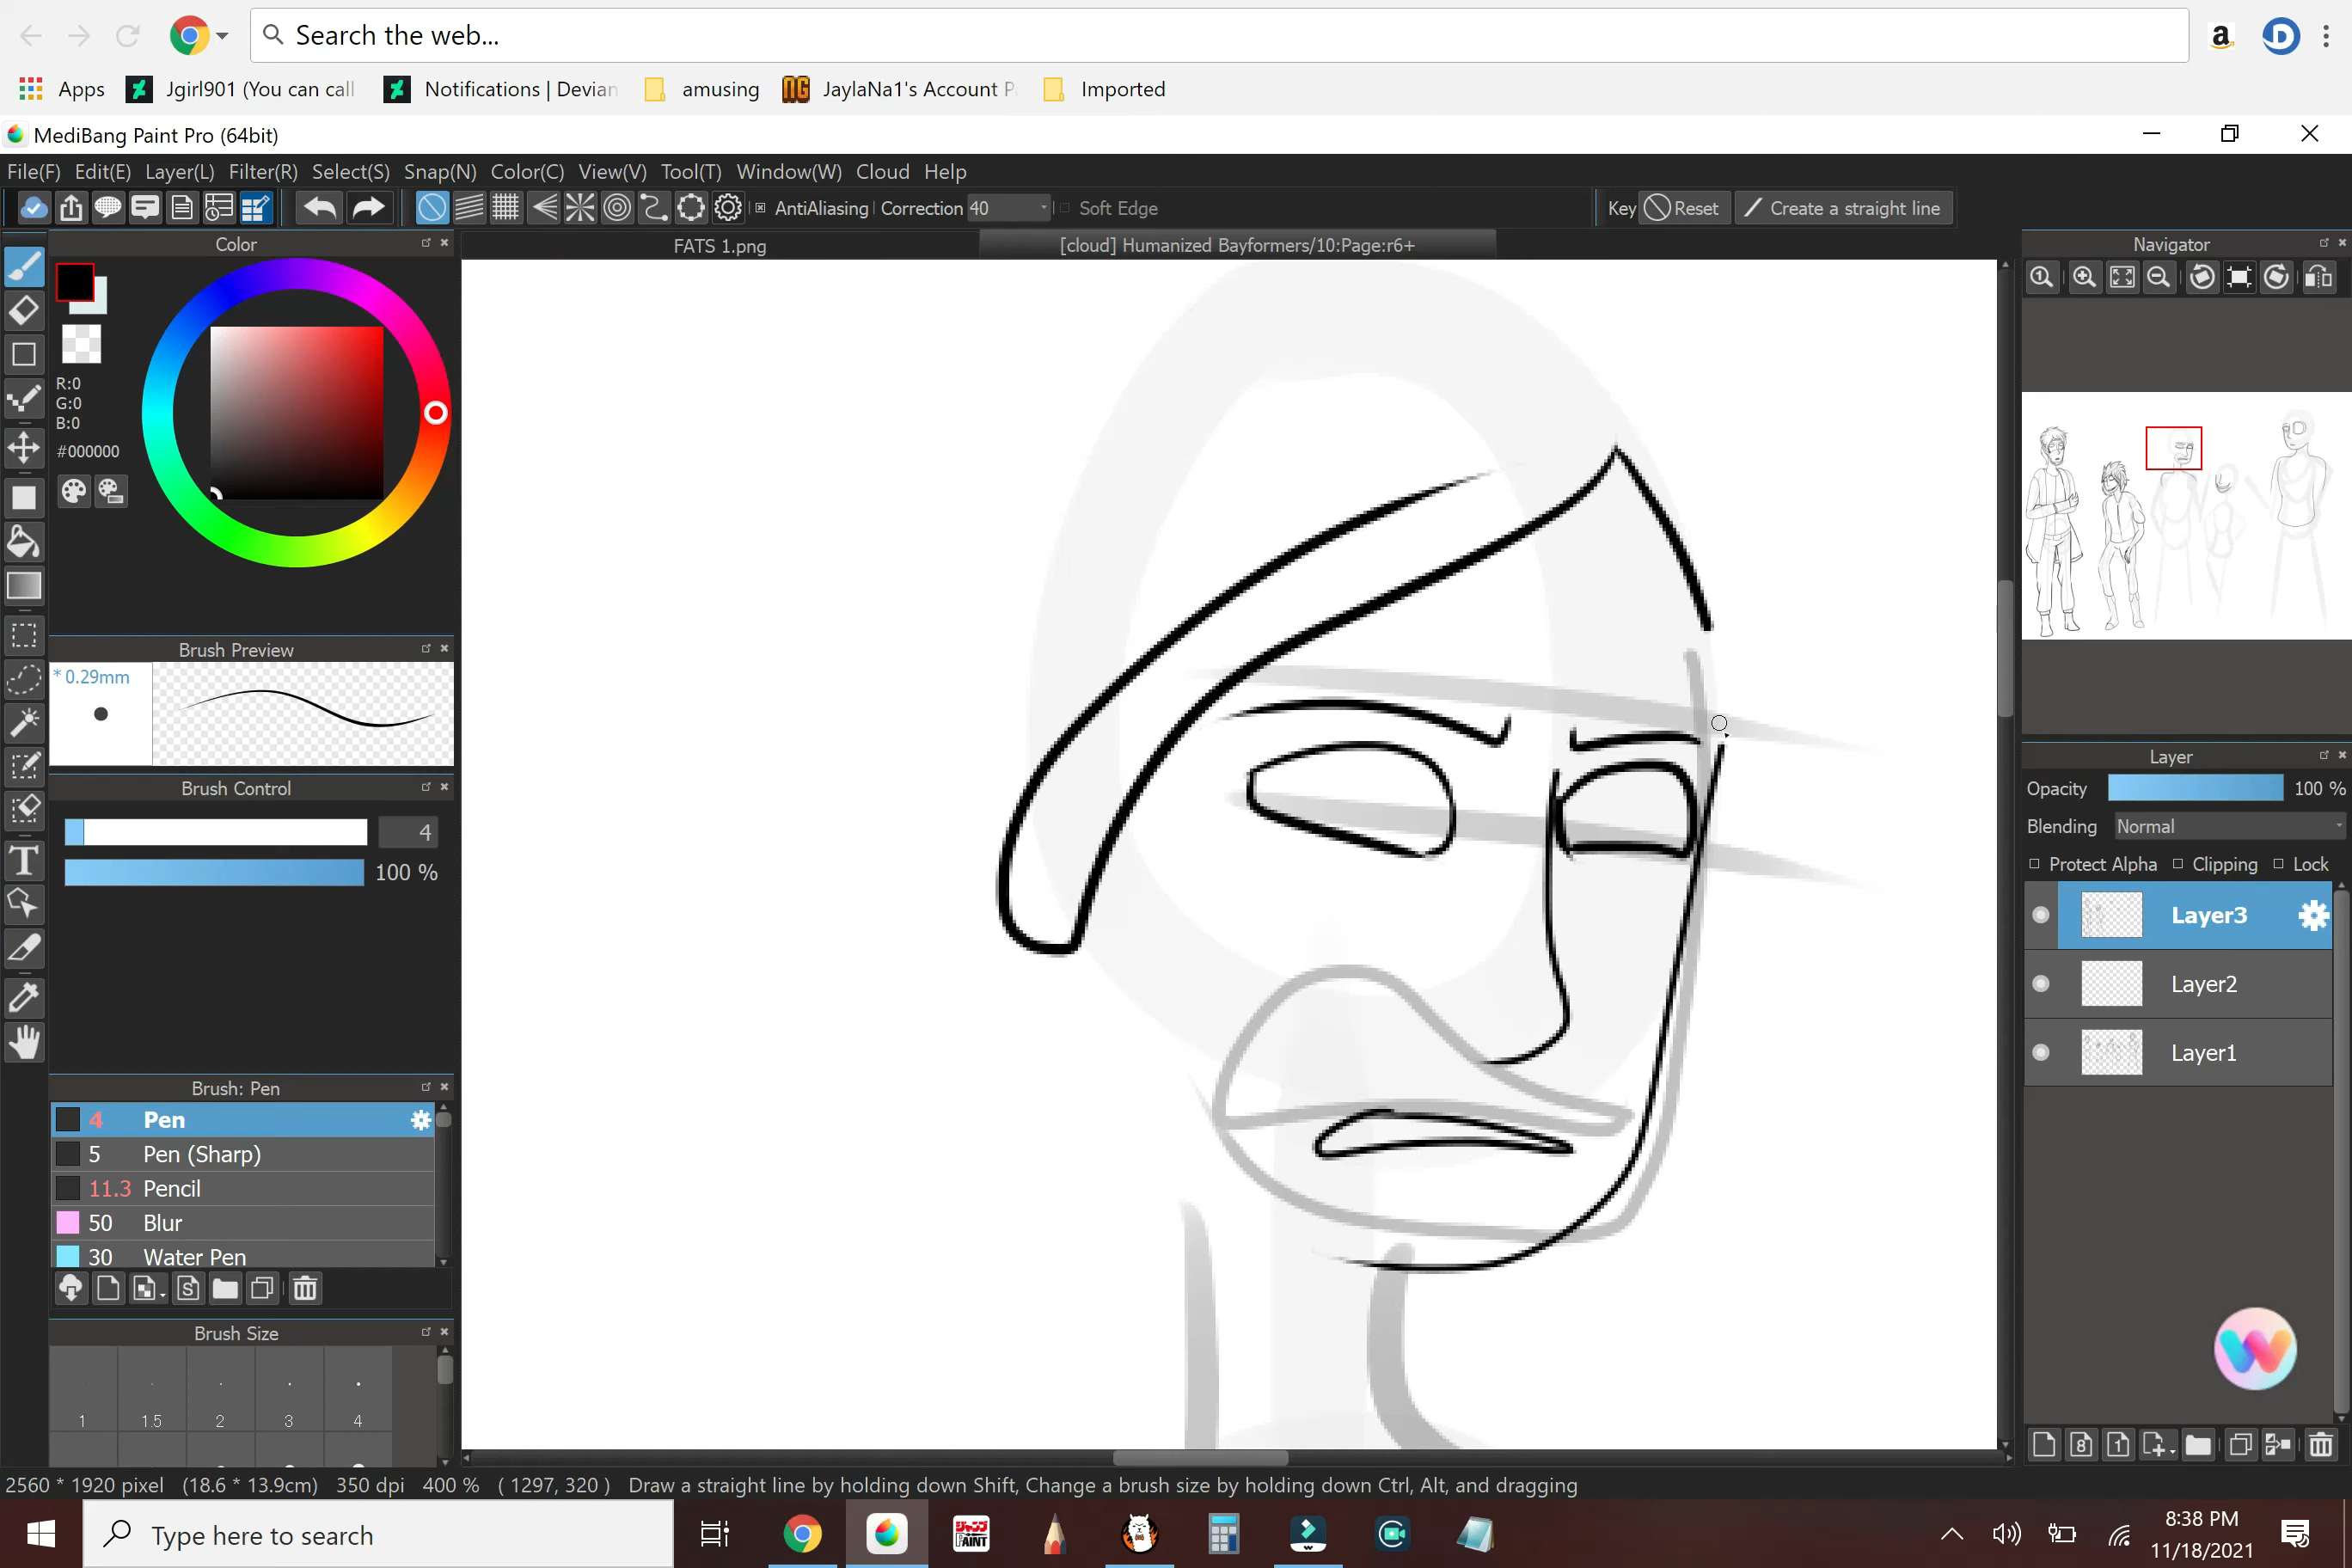 Search the web...
a
D
Apps
Jgirl901 (You can call
Notifications | Devian
amusing
NG
JaylaNa1's Account P
Imported
MediBang Paint Pro (64bit)
File(F) Edit(E) Layer(L) Filter(R) Select(S) Snap(N) Color(C) View(V) Tool(T) Window(W) Cloud Help
AntiAliasing Correction 40 Soft Edge
Key Reset Create a straight line
Color
FATS 1.png
[cloud] Humanized Bayformers/10:Page:r6+
Navigator
R:0
G:0
B:0
#000000
Brush Preview
* 0.29mm
Brush Control
4
100 %
Brush: Pen
4 Pen
5 Pen (Sharp)
11.3 Pencil
50 Blur
30 Water Pen
Brush Size
1 1.5 2 3 4
Layer
Opacity 100 %
Blending Normal
Protect Alpha Clipping Lock
Layer3
Layer2
Layer1
2560 * 1920 pixel (18.6 * 13.9cm) 350 dpi 400 % ( 1297, 320 ) Draw a straight line by holding down Shift, Change a brush size by holding down Ctrl, Alt, and dragging
Type here to search
ジャンプ
PAINT
8:38 PM
11/18/2021